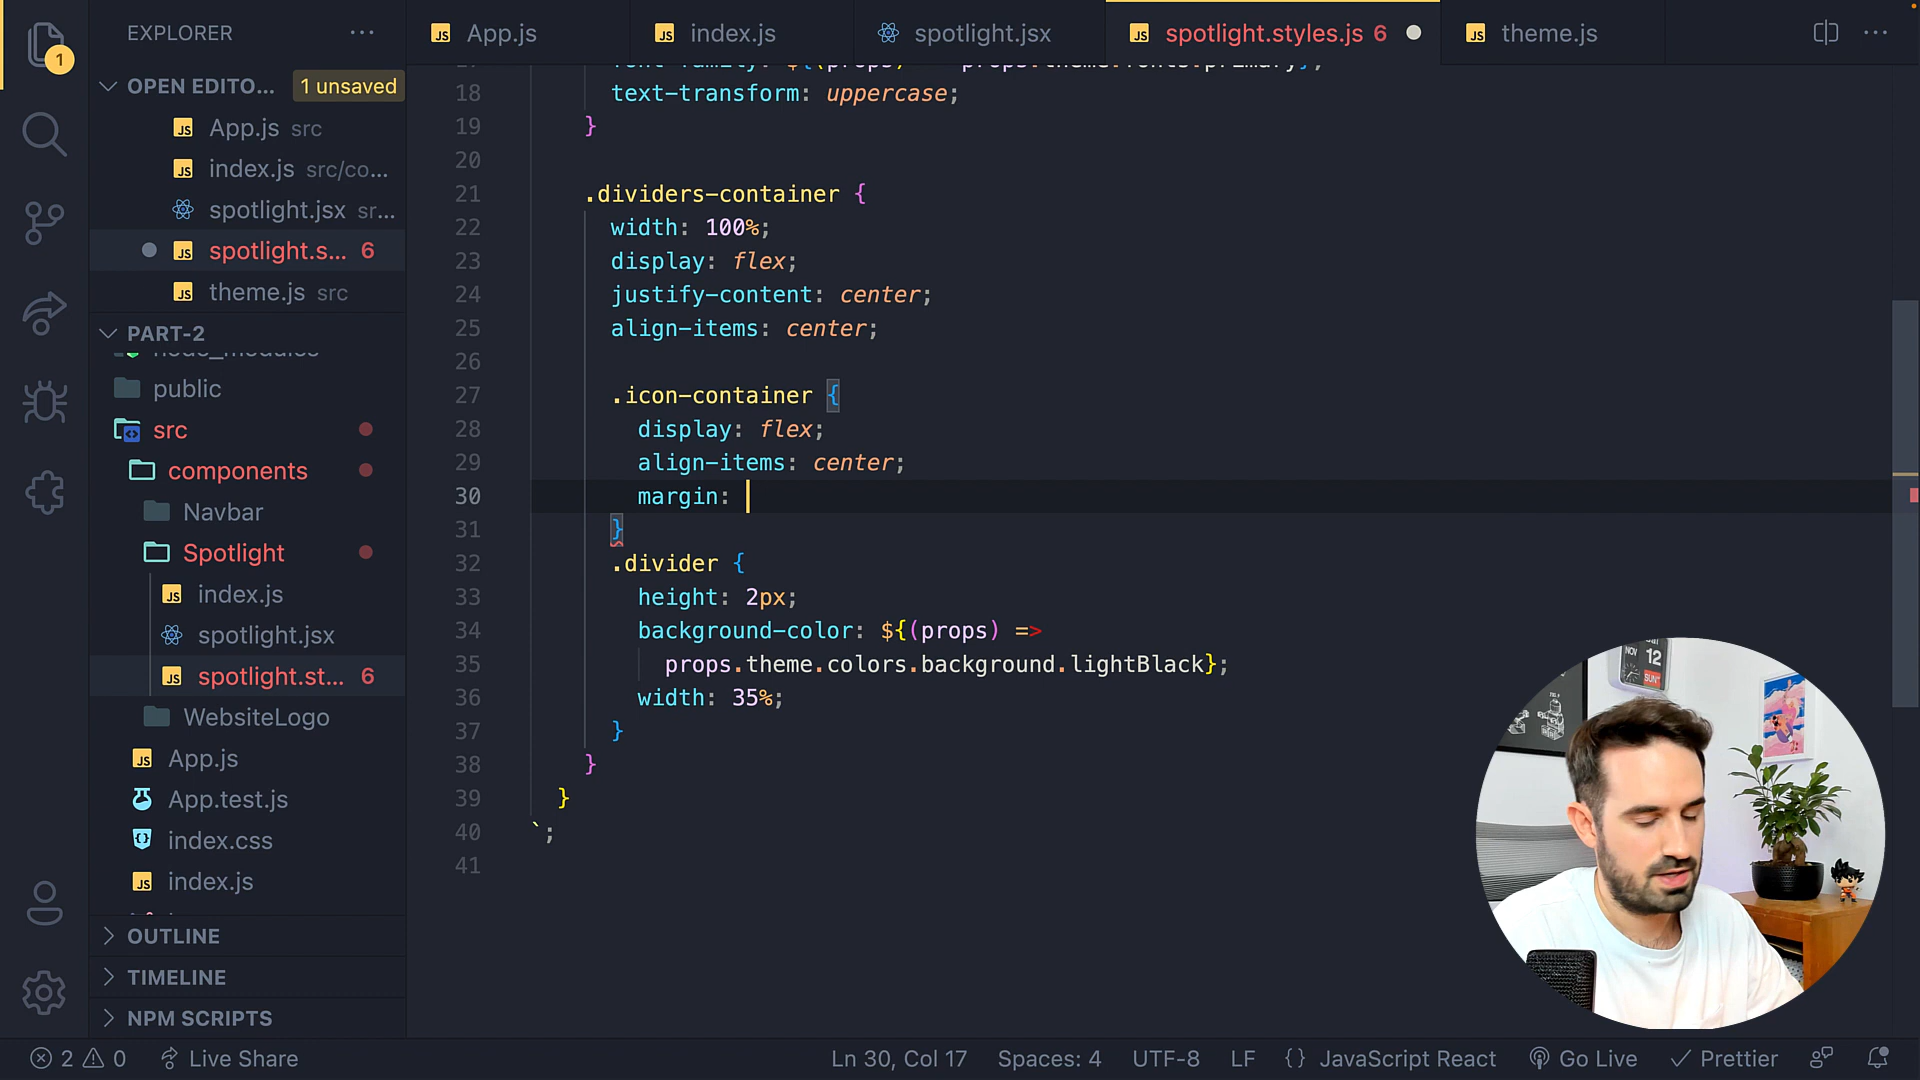 EXPLORER
App.js
index.js
spotlight.jsx
spotlight.styles.js 6
theme.js
1
OPEN EDITO...
1 unsaved
App.js src
index.js src/co...
spotlight.jsx sr...
spotlight.s... 6
theme.js src
PART-2
node_modules
public
src
components
Navbar
Spotlight
index.js
spotlight.jsx
spotlight.st... 6
WebsiteLogo
App.js
App.test.js
index.css
index.js
OUTLINE
TIMELINE
NPM SCRIPTS
18 text-transform: uppercase;
19 }
20
21 .dividers-container {
22 width: 100%;
23 display: flex;
24 justify-content: center;
25 align-items: center;
26
27 .icon-container {
28 display: flex;
29 align-items: center;
30 margin:
31 }
32 .divider {
33 height: 2px;
34 background-color: ${(props) =>
35 props.theme.colors.background.lightBlack};
36 width: 35%;
37 }
38 }
39 }
40 `;
41
NOV 12
SUN
2 0 Live Share
Ln 30, Col 17 Spaces: 4 UTF-8 LF {} JavaScript React Go Live Prettier